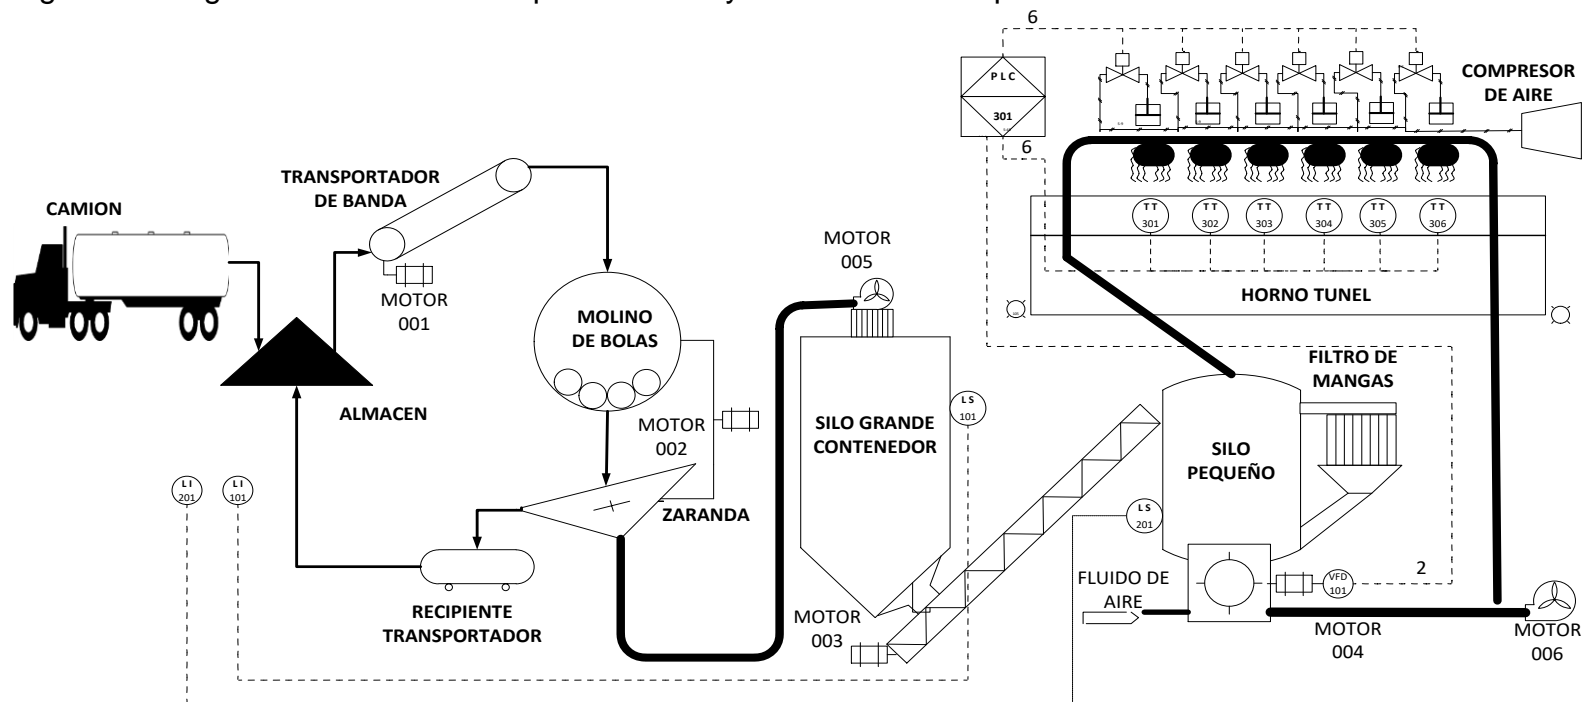 6
PLC
301
COMPRESOR
DE AIRE
6
TRANSPORTADOR
DE BANDA
CAMION
TT
301
TT
302
TT
303
TT
304
TT
305
TT
306
MOTOR
005
MOTOR
001
HORNO TUNEL
MOLINO
DE BOLAS
FILTRO DE
MANGAS
ALMACEN
MOTOR
002
SILO GRANDE
CONTENEDOR
LS
101
SILO
PEQUEÑO
LI
201
LI
101
ZARANDA
LS
201
RECIPIENTE
TRANSPORTADOR
MOTOR
003
FLUIDO DE
AIRE
VFD
101
2
MOTOR
004
MOTOR
006